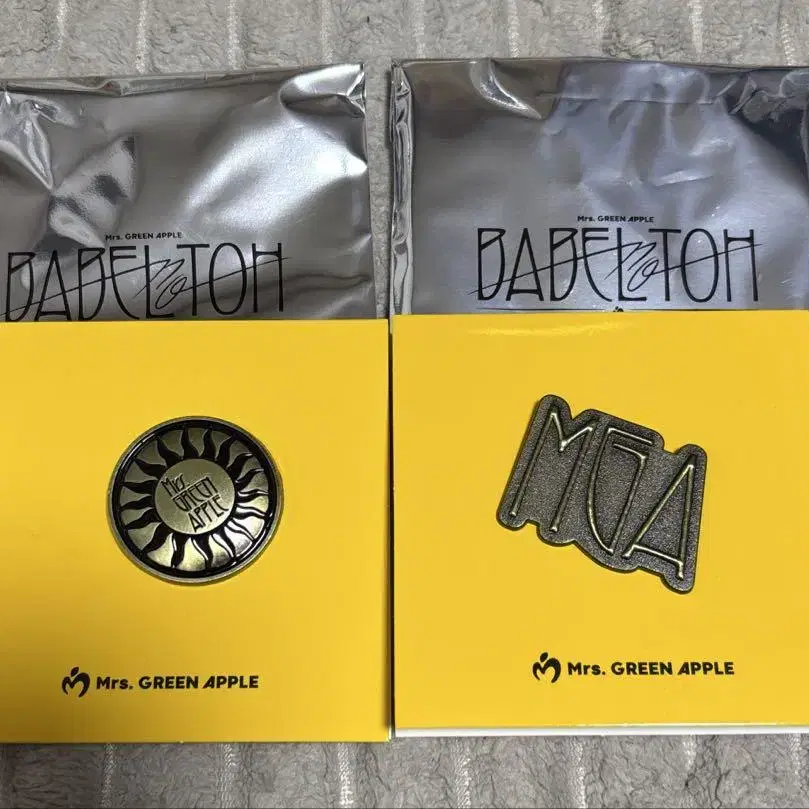 Mrs. GREEN APPLE
BABEL no TOH
Mrs. GREEN APPLE
BABEL no TOH
Mrs
GREEN
APPLE
MGA
Mrs. GREEN APPLE
Mrs. GREEN APPLE